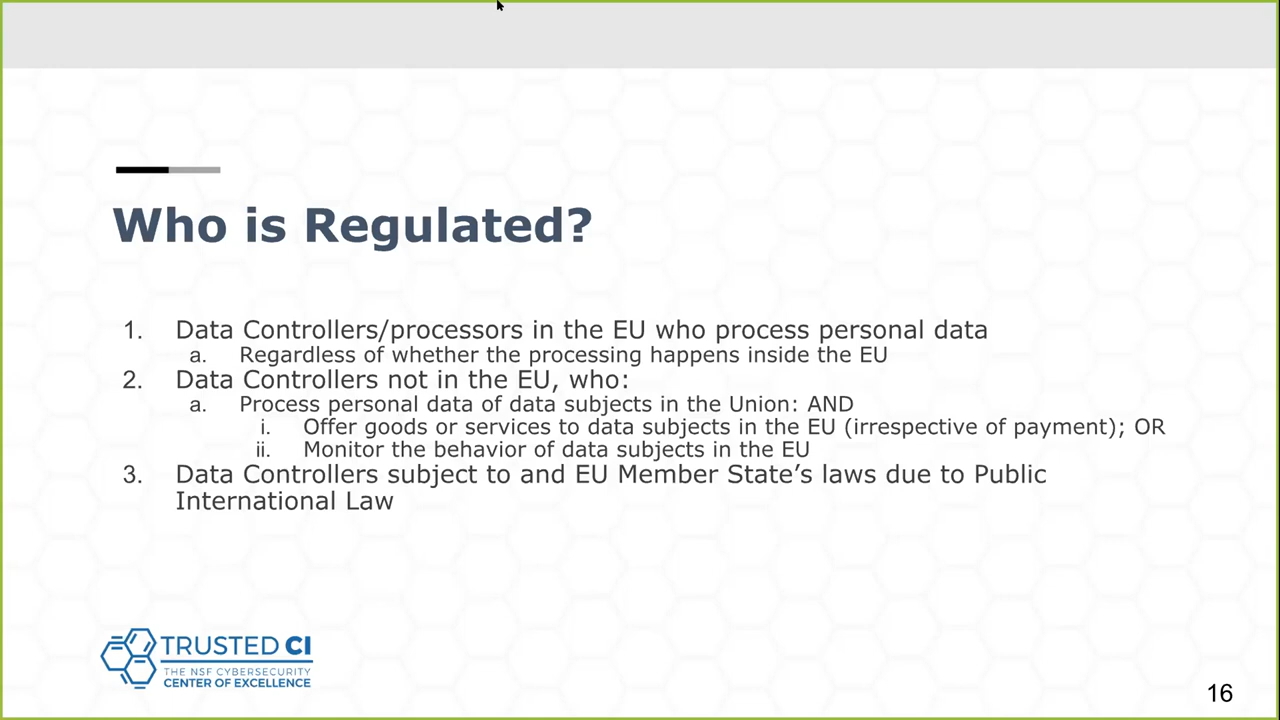 Who is Regulated?
1. Data Controllers/processors in the EU who process personal data
a. Regardless of whether the processing happens inside the EU
2. Data Controllers not in the EU, who:
a. Process personal data of data subjects in the Union: AND
i. Offer goods or services to data subjects in the EU (irrespective of payment); OR
ii. Monitor the behavior of data subjects in the EU
3. Data Controllers subject to and EU Member State’s laws due to Public
International Law
TRUSTED CI
THE NSF CYBERSECURITY
CENTER OF EXCELLENCE
16